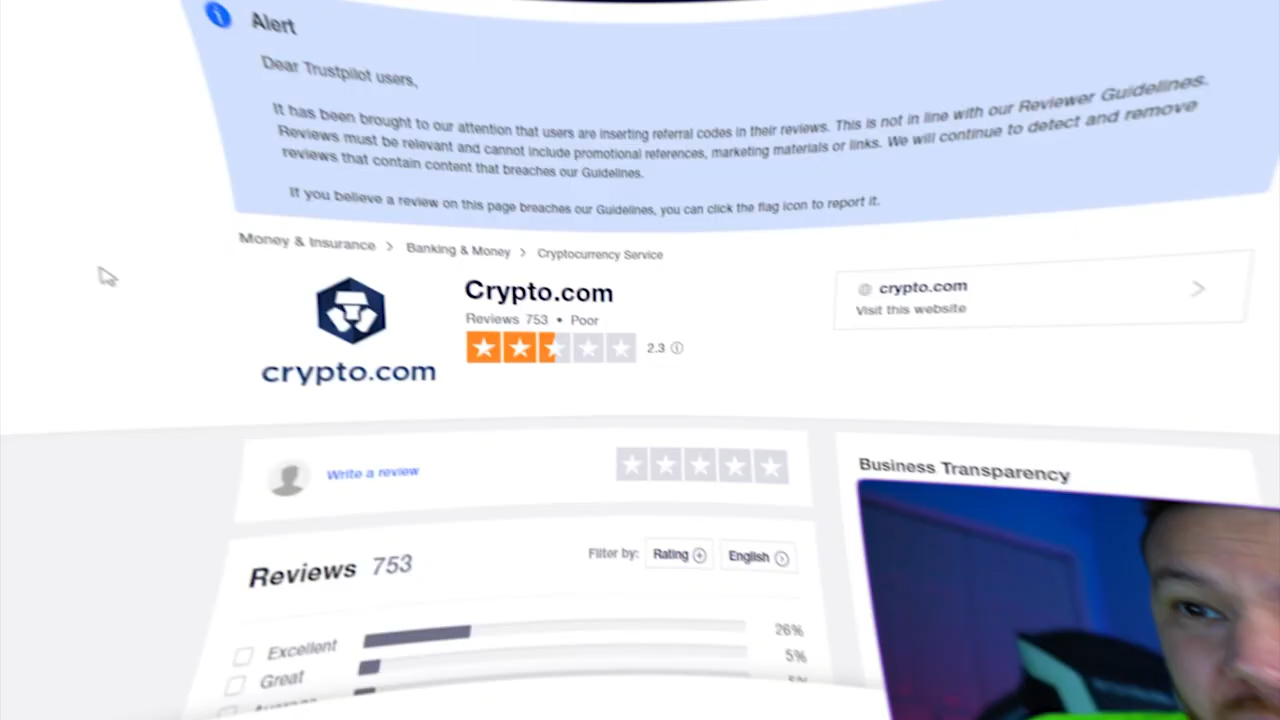 Alert
Dear Trustpilot users,
It has been brought to our attention that users are inserting referral codes in their reviews. This is not in line with our Reviewer Guidelines.
Reviews must be relevant and cannot include promotional references, marketing materials or links. We will continue to detect and remove
reviews that contain content that breaches our Guidelines.
If you believe a review on this page breaches our Guidelines, you can click the flag icon to report it.
Money & Insurance > Banking & Money > Cryptocurrency Service
crypto.com
Crypto.com
Reviews 753 • Poor
2.3
crypto.com
Visit this website
Write a review
Business Transparency
Reviews 753
Filter by: Rating English
Excellent 26%
Great 5%
Average 5%